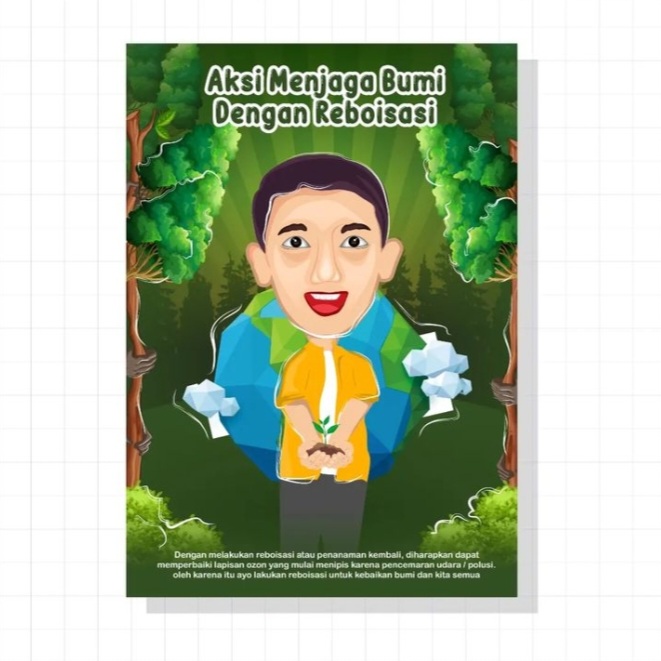 Aksi Menjaga Bumi
Dengan Reboisasi
Dengan melakukan reboisasi atau penanaman kembali, diharapkan dapat
memperbaiki lapisan ozon yang mulai menipis karena pencemaran udara / polusi.
oleh karena itu ayo lakukan reboisasi untuk kebaikan bumi dan kita semua